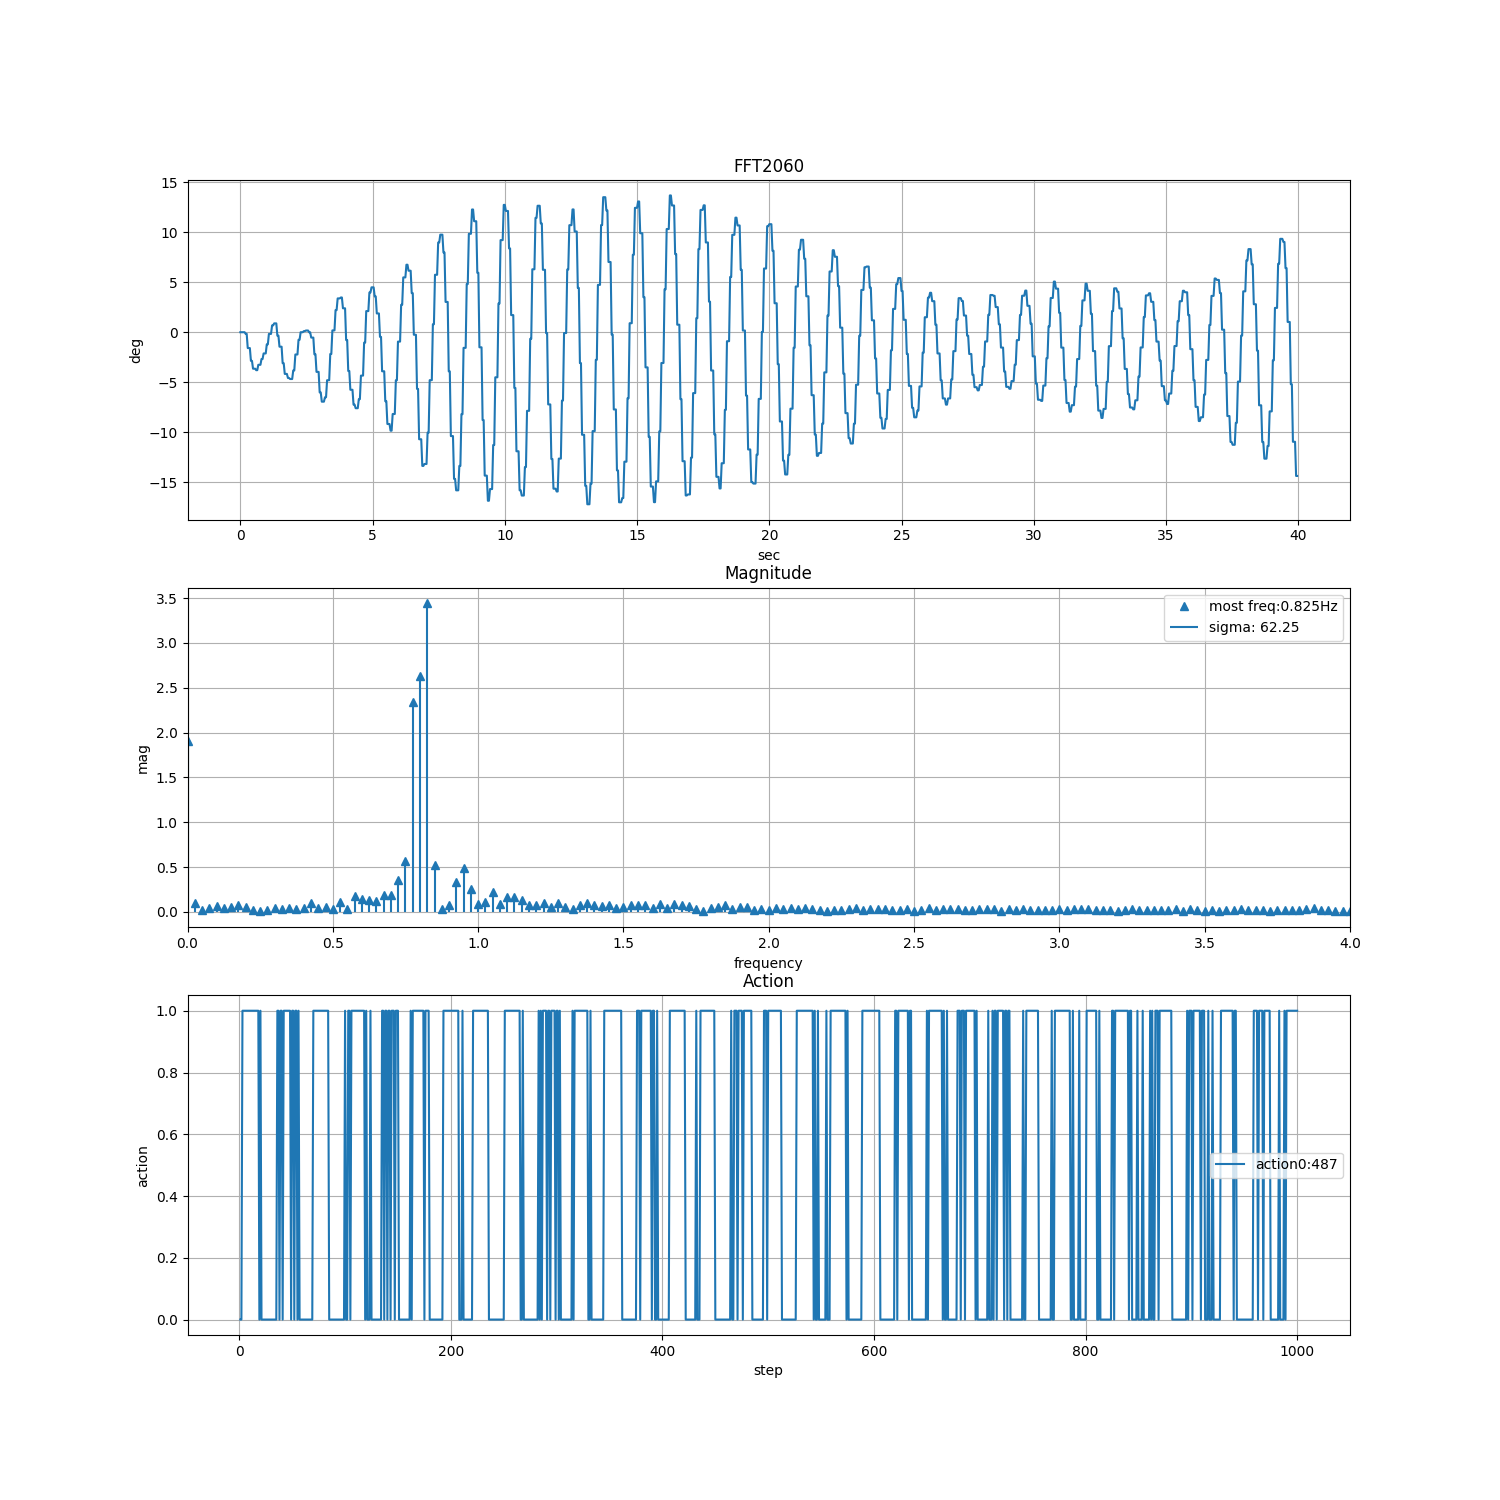 FFT2060
15
10
5
0
−5
−10
−15
deg
0 5 10 15 20 25 30 35 40
sec
Magnitude
3.5
3.0
2.5
2.0
1.5
1.0
0.5
0.0
mag
most freq:0.825Hz
sigma: 62.25
0.0 0.5 1.0 1.5 2.0 2.5 3.0 3.5 4.0
frequency
Action
1.0
0.8
0.6
0.4
0.2
0.0
action
action0:487
0 200 400 600 800 1000
step